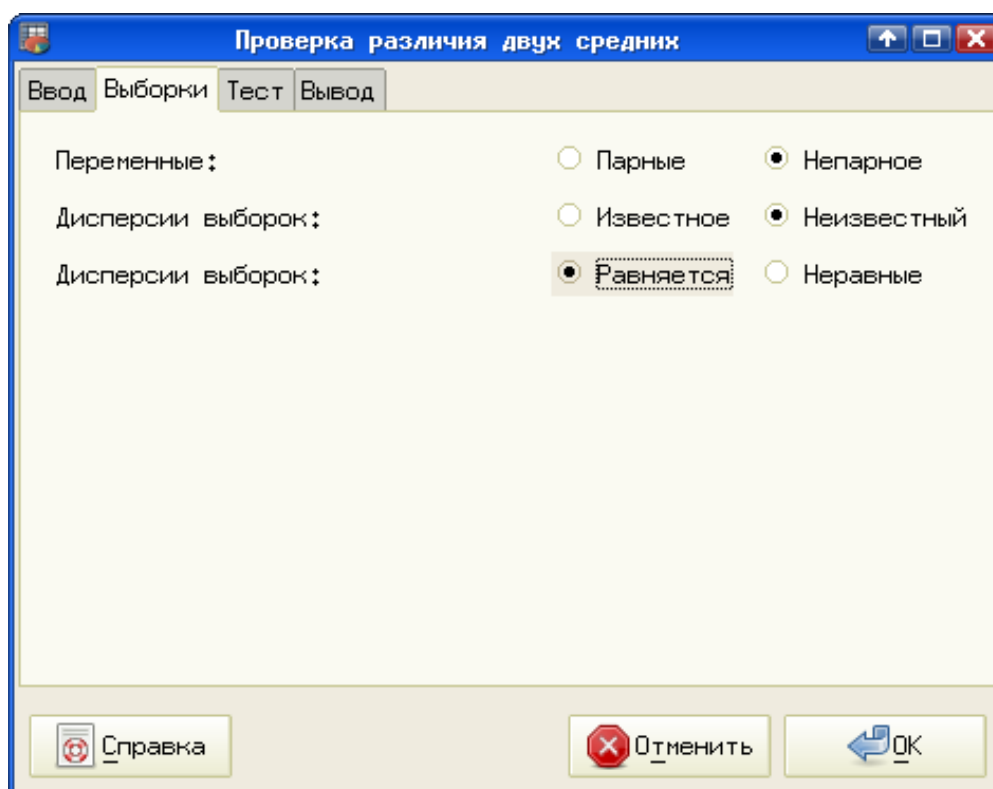 Проверка различия двух средних
Ввод Выборки Тест Вывод
Переменные: Парные Непарное
Дисперсии выборок: Известное Неизвестный
Дисперсии выборок: Равняется Неравные
Справка Отменить OK